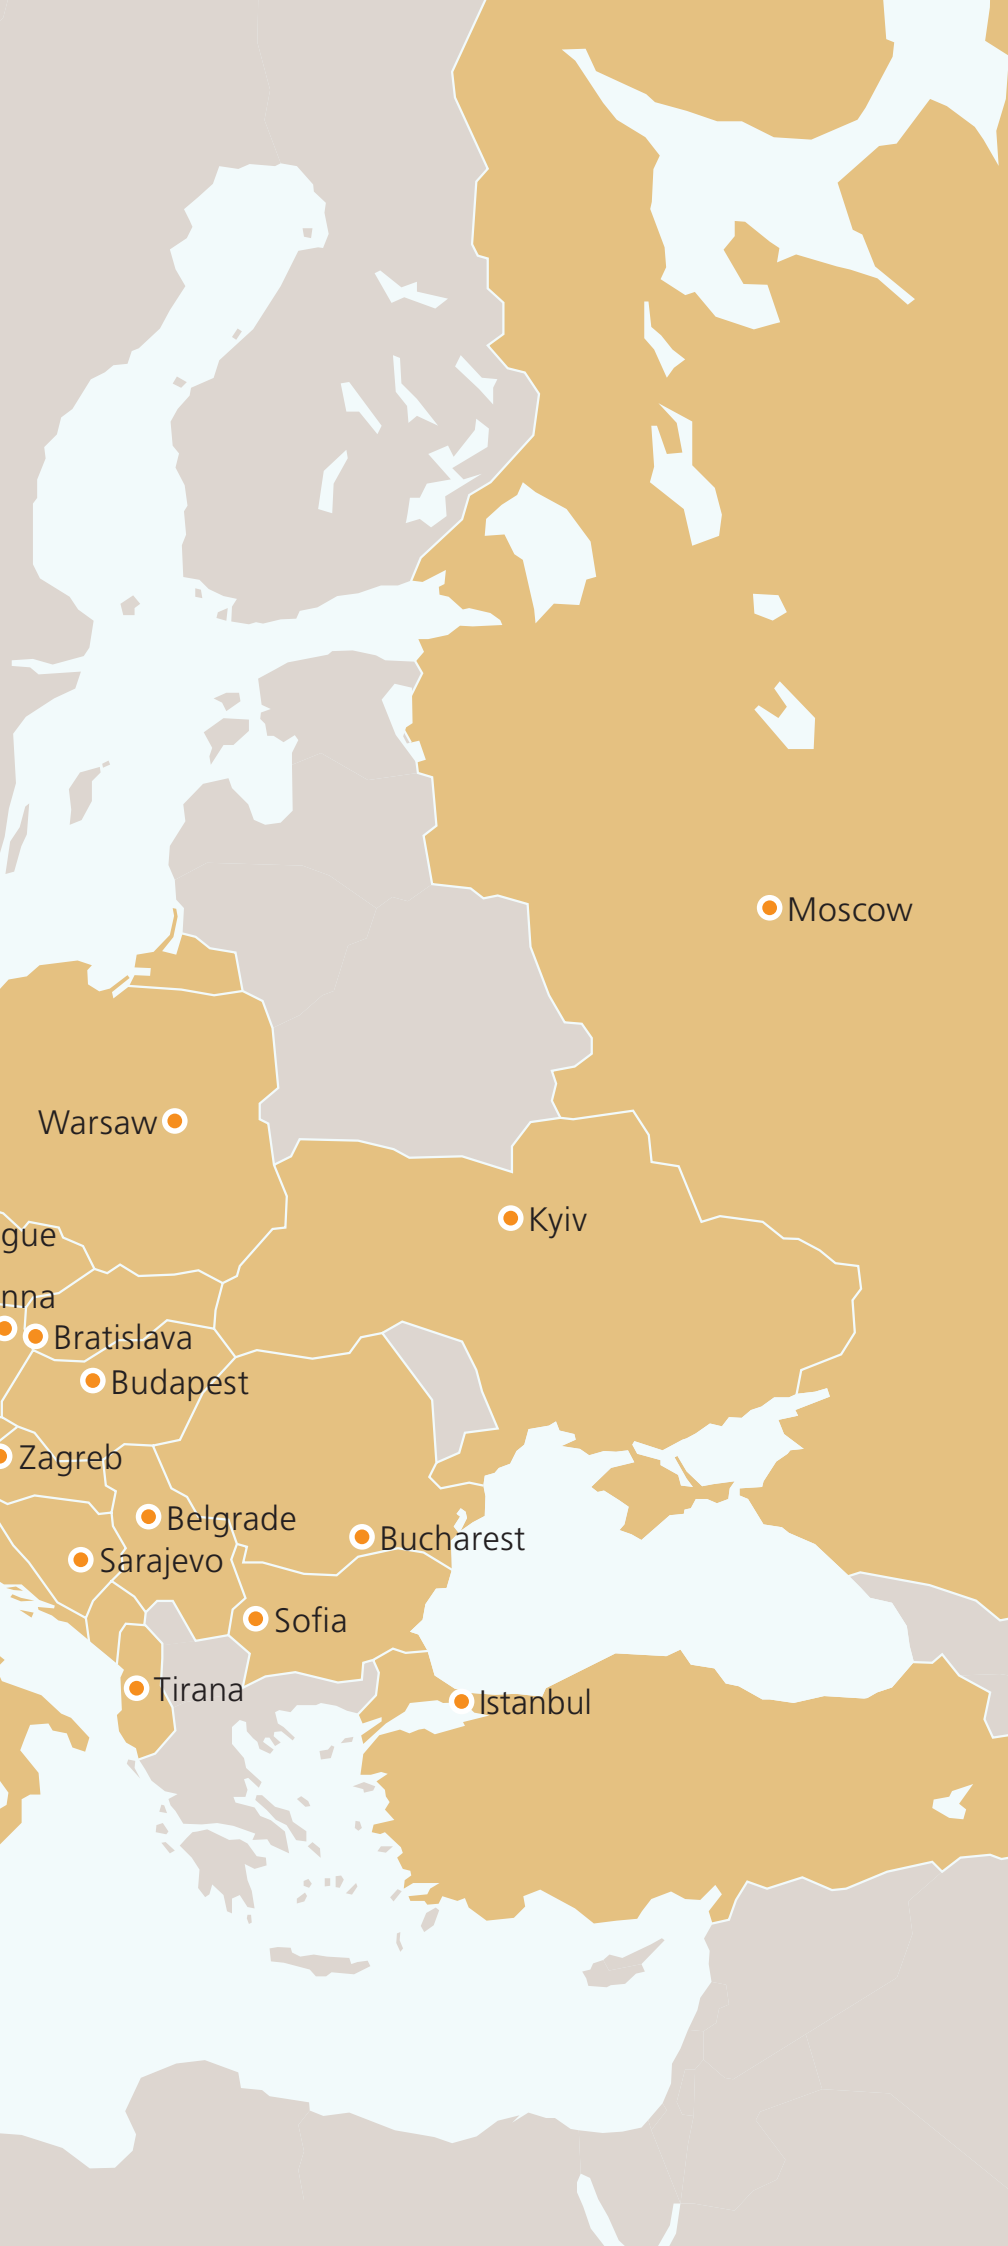 Moscow
Warsaw
Kyiv
gue
nna
Bratislava
Budapest
Zagreb
Belgrade
Bucharest
Sarajevo
Sofia
Tirana
Istanbul